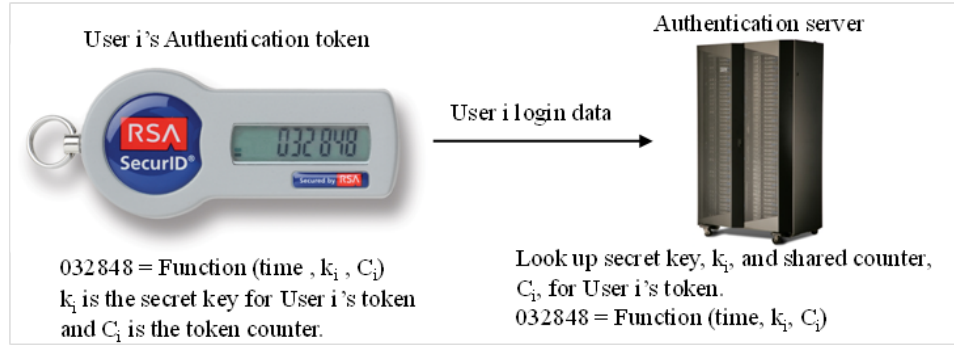 User i's Authentication token
Authentication server
RSA
SecurID®
032848
Secured by RSA
User i login data
032848 = Function (time , ki , Ci)
ki is the secret key for User i's token
and Ci is the token counter.
Look up secret key, ki, and shared counter,
Ci, for User i's token.
032848 = Function (time, ki, Ci)